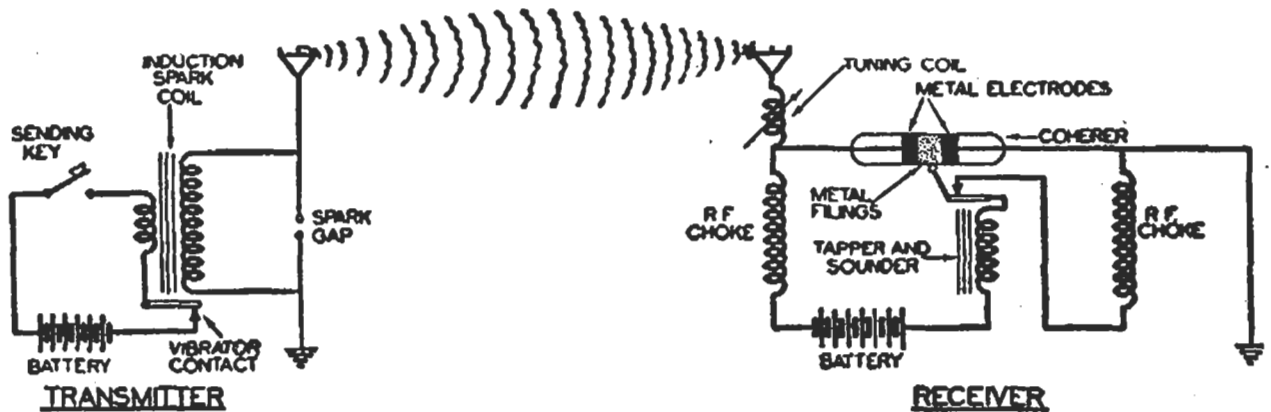 INDUCTION
SPARK
COIL
SENDING
KEY
SPARK
GAP
BATTERY
VIBRATOR
CONTACT
TRANSMITTER
TUNING COIL
METAL ELECTRODES
COHERER
METAL
FILINGS
R F
CHOKE
TAPPER AND
SOUNDER
R F.
CHOKE
BATTERY
RECEIVER